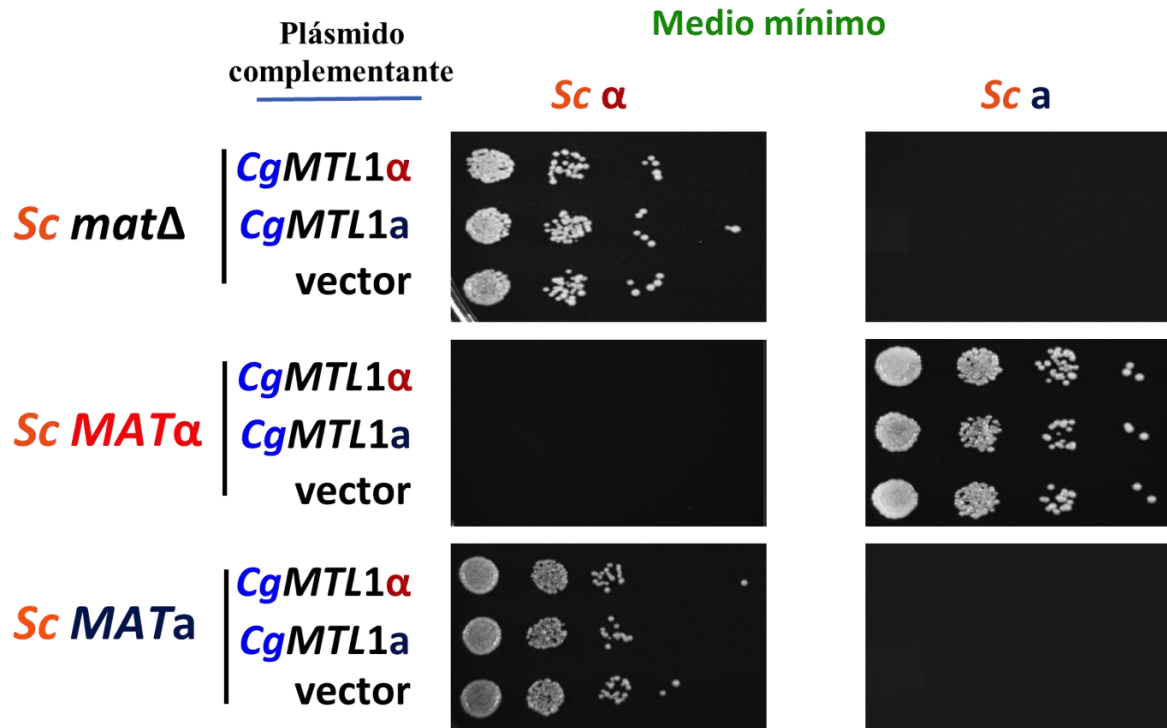 Plásmido
complementante
Medio mínimo
Sc α
Sc a
Sc matΔ
CgMTL1α
CgMTL1a
vector
Sc MATα
CgMTL1α
CgMTL1a
vector
Sc MATa
CgMTL1α
CgMTL1a
vector